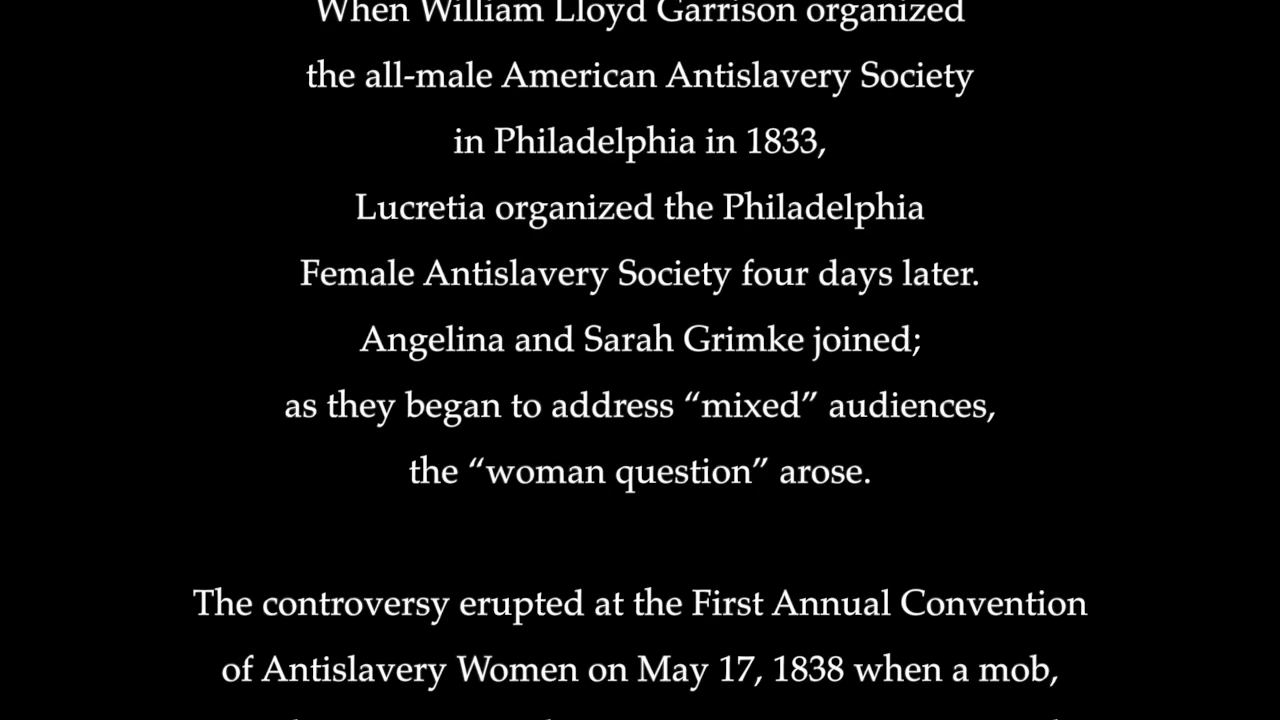 When William Lloyd Garrison organized
the all-male American Antislavery Society
in Philadelphia in 1833,
Lucretia organized the Philadelphia
Female Antislavery Society four days later.
Angelina and Sarah Grimke joined;
as they began to address “mixed” audiences,
the “woman question” arose.
The controversy erupted at the First Annual Convention
of Antislavery Women on May 17, 1838 when a mob,